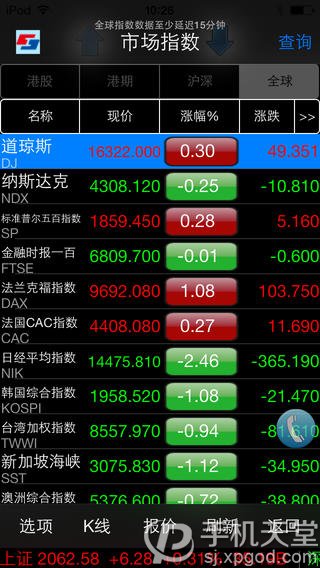 iPod 10:26
全球指数数据至少延迟15分钟
市场指数 查询
港股 港期 沪深 全球
名称 现价 涨幅% 涨跌 >>
道琼斯 16322.000 0.30 49.351
DJ
纳斯达克 4308.120 -0.25 -10.810
NDX
标准普尔五百指数 1859.450 0.28 5.160
SP
金融时报一百 6809.700 -0.01 -0.600
FTSE
法兰克福指数 9692.080 1.08 103.750
DAX
法国CAC指数 4408.080 0.27 11.690
CAC
日经平均指数 14475.810 -2.46 -365.190
NIK
韩国综合指数 1958.520 -1.08 -21.470
KOSPI
台湾加权指数 8557.970 -0.94 -81.610
TWWI
新加坡海峡 3075.830 -1.12 -34.950
SST
澳洲综合指数 5376.600 -0.72 -38.800
选项 K线 报价 刷新 返回
手机天堂
sj.xpgod.com
上证 2062.58 +6.28